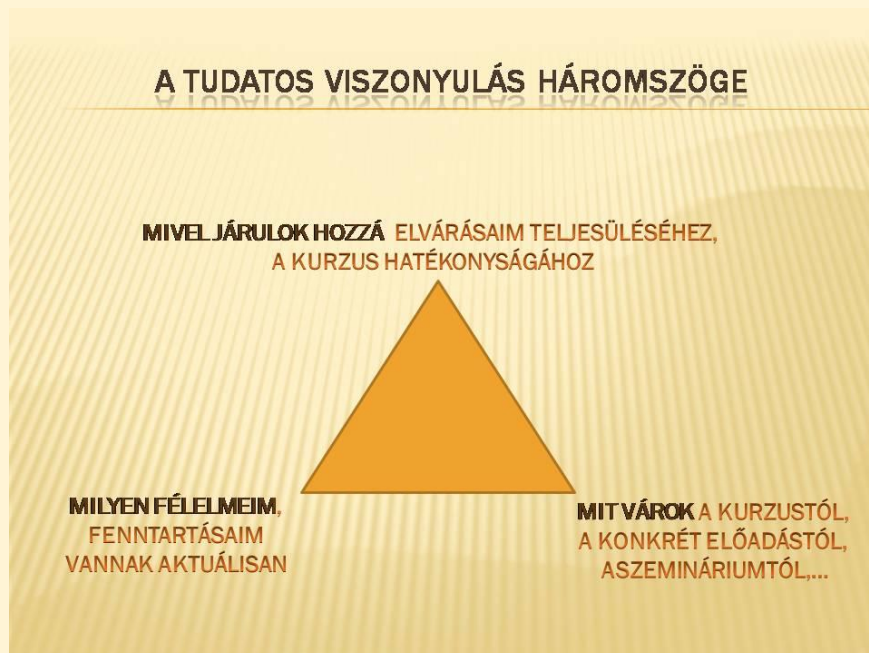 A TUDATOS VISZONYULÁS HÁROMSZÖGE
MIVEL JÁRULOK HOZZÁ ELVÁRÁSAIM TELJESÜLÉSÉHEZ,
A KURZUS HATÉKONYSÁGÁHOZ
MILYEN FÉLELMEIM,
FENNTARTÁSAIM
VANNAK AKTUÁLISAN
MIT VÁROK A KURZUSTÓL,
A KONKRÉT ELŐADÁSTÓL,
ASZEMINÁRIUMTÓL,...